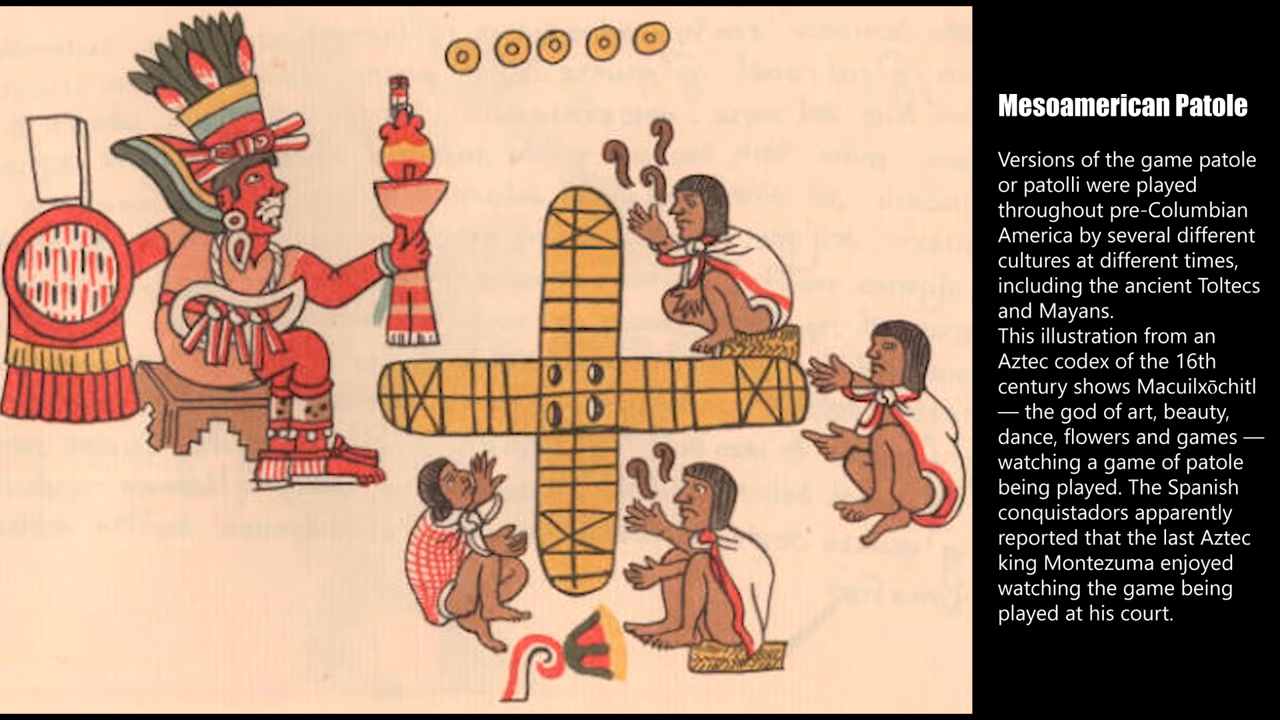 Mesoamerican Patole
Versions of the game patole
or patolli were played
throughout pre-Columbian
America by several different
cultures at different times,
including the ancient Toltecs
and Mayans.
This illustration from an
Aztec codex of the 16th
century shows Macuilxōchitl
— the god of art, beauty,
dance, flowers and games —
watching a game of patole
being played. The Spanish
conquistadors apparently
reported that the last Aztec
king Montezuma enjoyed
watching the game being
played at his court.